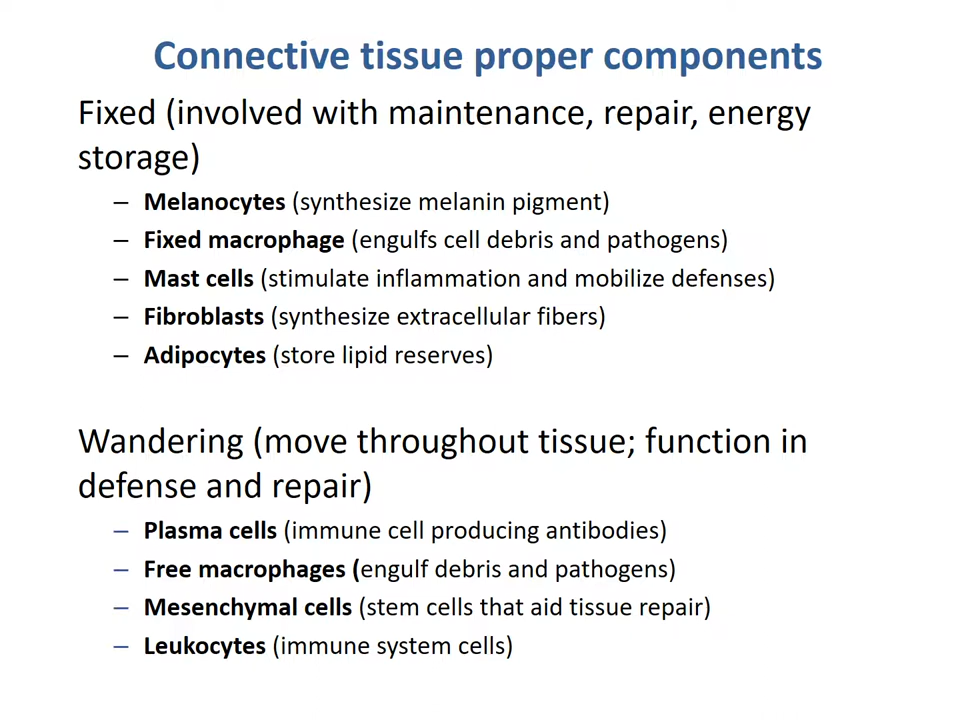 Connective tissue proper components
Fixed (involved with maintenance, repair, energy
storage)
– Melanocytes (synthesize melanin pigment)
– Fixed macrophage (engulfs cell debris and pathogens)
– Mast cells (stimulate inflammation and mobilize defenses)
– Fibroblasts (synthesize extracellular fibers)
– Adipocytes (store lipid reserves)
Wandering (move throughout tissue; function in
defense and repair)
– Plasma cells (immune cell producing antibodies)
– Free macrophages (engulf debris and pathogens)
– Mesenchymal cells (stem cells that aid tissue repair)
– Leukocytes (immune system cells)